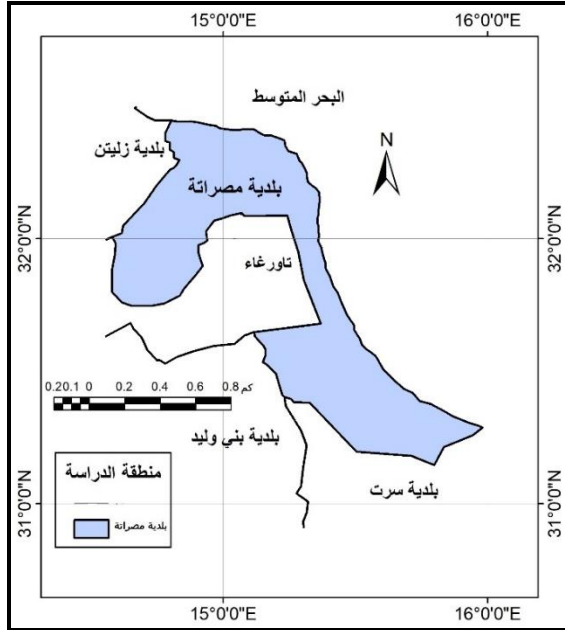 15°0'0"E
16°0'0"E
البحر المتوسط
بلدية زليتن
N
بلدية مصراتة
32°0'0"N
32°0'0"N
تاورغاء
0.20.1 0 0.2 0.4 0.6 0.8 كم
بلدية بني وليد
منطقة الدراسة
بلدية سرت
بلدية مصراتة
31°0'0"N
31°0'0"N
15°0'0"E
16°0'0"E